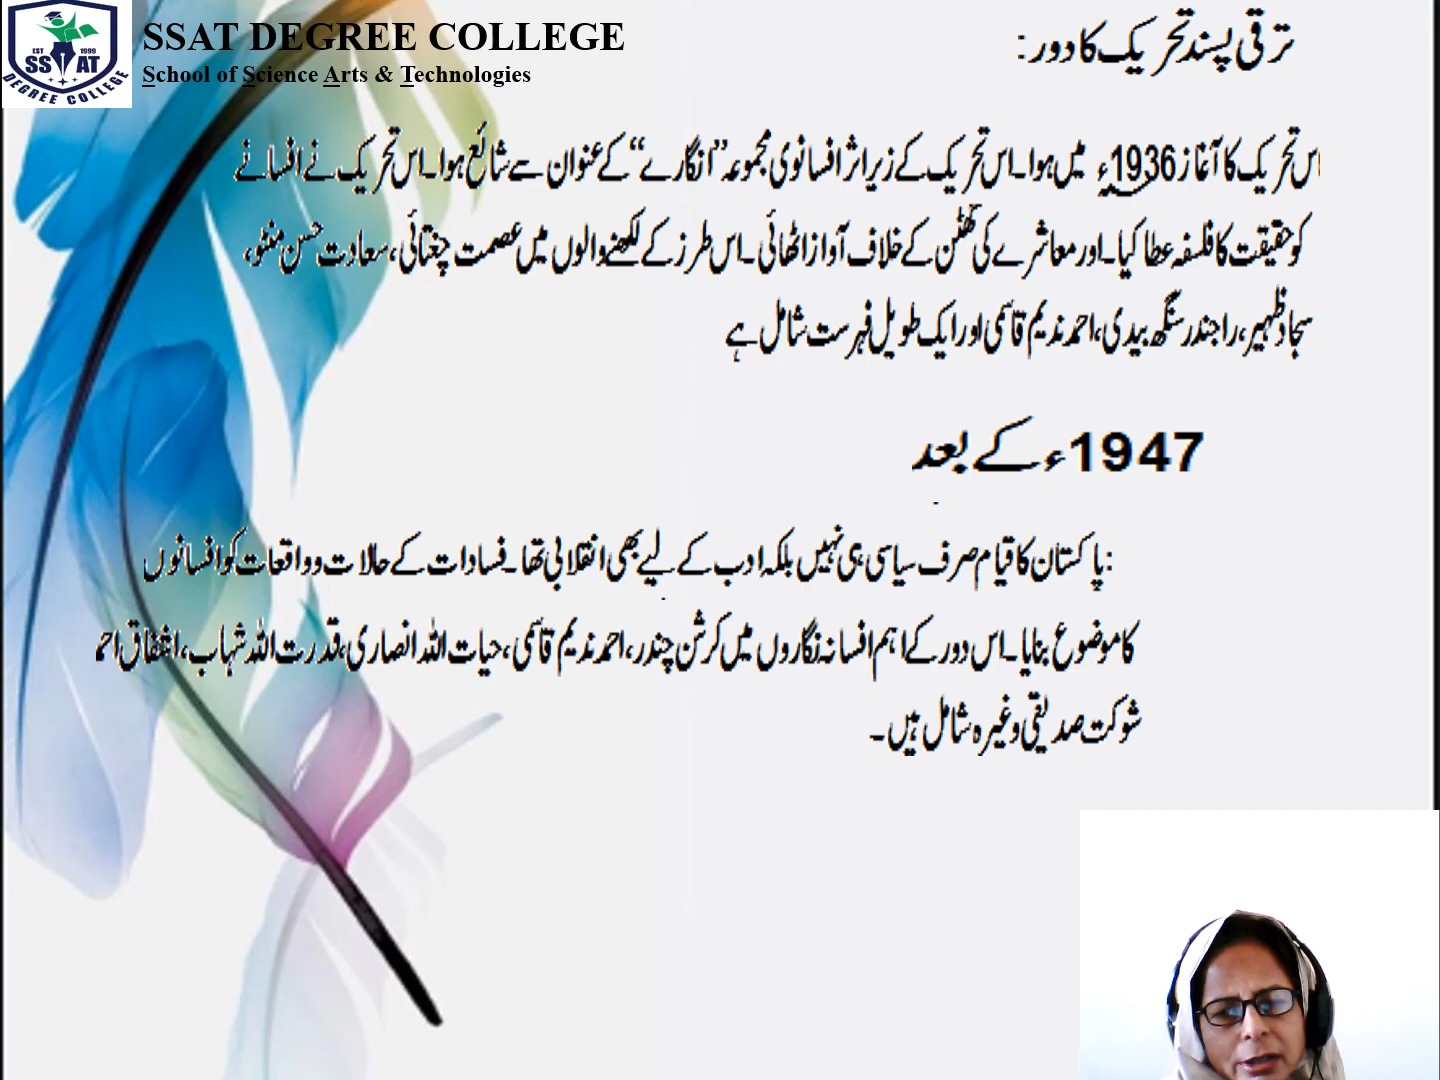 SSAT DEGREE COLLEGE
School of Science Arts & Technologies
EST 1999
SSAT
DEGREE COLLEGE
ترقی پسند تحریک کا دور:
اس تحریک کا آغاز 1936ء میں ہوا۔ اس تحریک کے زیر اثر افسانوی مجموعہ ”انگارے“ کے عنوان سے شائع ہوا۔ اس تحریک نے افسانے
کو حقیقت کا فلسفہ عطا کیا۔ اور معاشرے کی گھٹن کے خلاف آواز اٹھائی۔ اس طرز کے لکھنے والوں میں عصمت چغتائی، سعادت حسن منٹو،
سجاد ظہیر، راجندر سنگھ بیدی، احمد ندیم قاسمی اور ایک طویل فہرست شامل ہے
1947ء کے بعد
:پاکستان کا قیام صرف سیاسی ہی نہیں بلکہ ادب کے لیے بھی انقلابی تھا۔ فسادات کے حالات و واقعات کو افسانوں
کا موضوع بنایا۔ اس دور کے اہم افسانہ نگاروں میں کرشن چندر، احمد ندیم قاسمی، حیات اللہ انصاری، قدرت اللہ شہاب، اشفاق احمد
شوکت صدیقی وغیرہ شامل ہیں۔